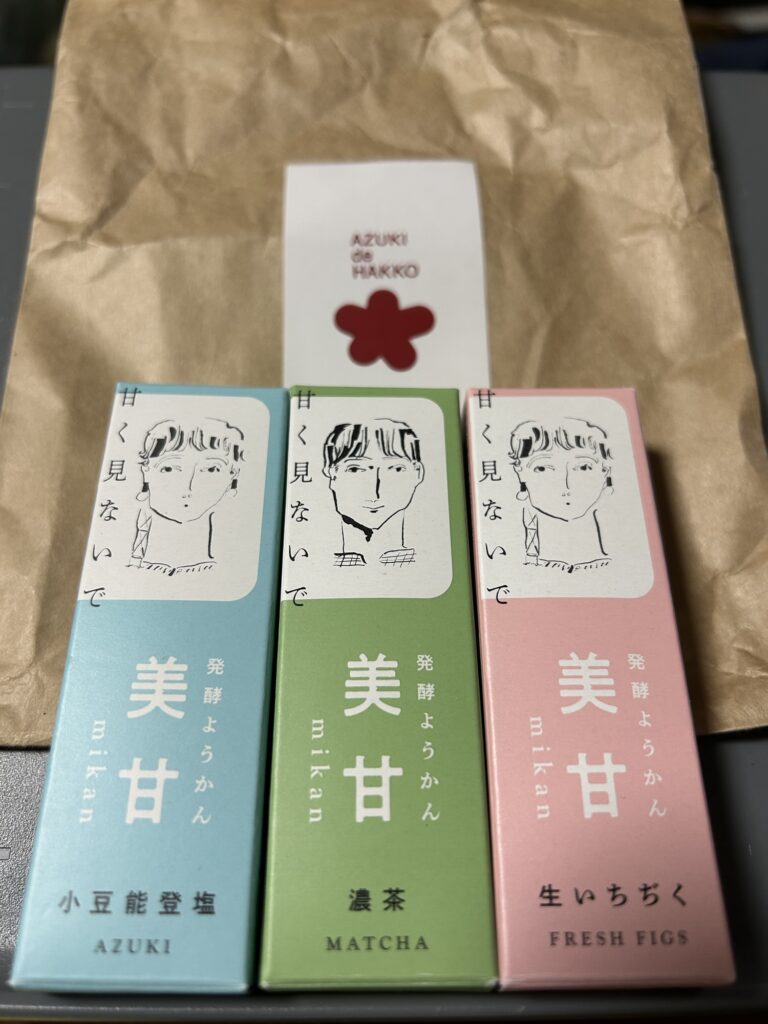 AZUKI
de
HAKKO
甘く見ないで
発酵ようかん
美甘
mikan
小豆能登塩
AZUKI
甘く見ないで
発酵ようかん
美甘
mikan
濃茶
MATCHA
甘く見ないで
発酵ようかん
美甘
mikan
生いちぢく
FRESH FIGS